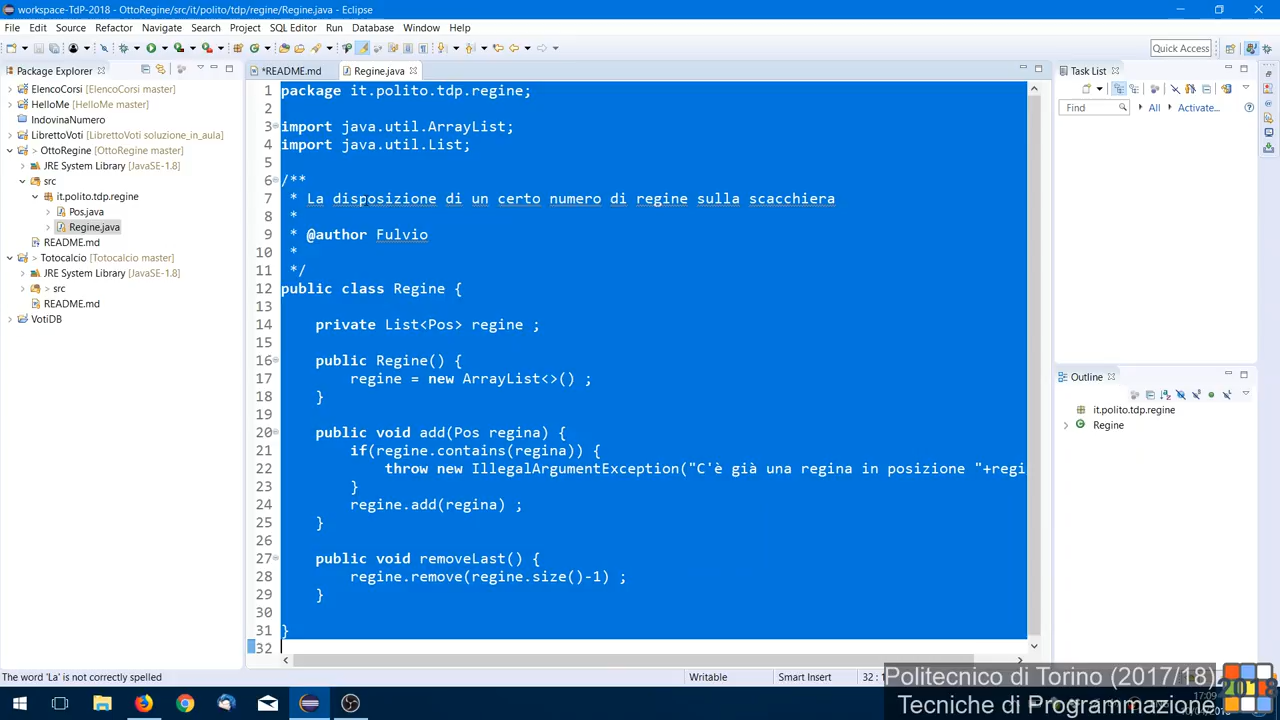 workspace-TdP-2018 - OttoRegine/src/it/polito/tdp/regine/Regine.java - Eclipse
File Edit Source Refactor Navigate Search Project SQL Editor Run Database Window Help
Quick Access
Package Explorer
*README.md
Regine.java
Task List
ElencoCorsi [ElencoCorsi master]
HelloMe [HelloMe master]
IndovinaNumero
LibrettoVoti [LibrettoVoti soluzione_in_aula]
OttoRegine [OttoRegine master]
JRE System Library [JavaSE-1.8]
src
it.polito.tdp.regine
Pos.java
Regine.java
README.md
Totocalcio [Totocalcio master]
JRE System Library [JavaSE-1.8]
> src
README.md
VotiDB
1 package it.polito.tdp.regine;
2
3 import java.util.ArrayList;
4 import java.util.List;
5
6 /**
7 * La disposizione di un certo numero di regine sulla scacchiera
8 *
9 * @author Fulvio
10 *
11 */
12 public class Regine {
13
14 private List<Pos> regine ;
15
16 public Regine() {
17 regine = new ArrayList<>() ;
18 }
19
20 public void add(Pos regina) {
21 if(regine.contains(regina)) {
22 throw new IllegalArgumentException("C'è già una regina in posizione "+regi
23 }
24 regine.add(regina) ;
25 }
26
27 public void removeLast() {
28 regine.remove(regine.size()-1) ;
29 }
30
31 }
32
Find
All
Activate...
Outline
it.polito.tdp.regine
Regine
The word 'La' is not correctly spelled
Writable
Smart Insert
32 :
Politecnico di Torino (2017/18)
Tecniche di Programmazione
2018
17:09